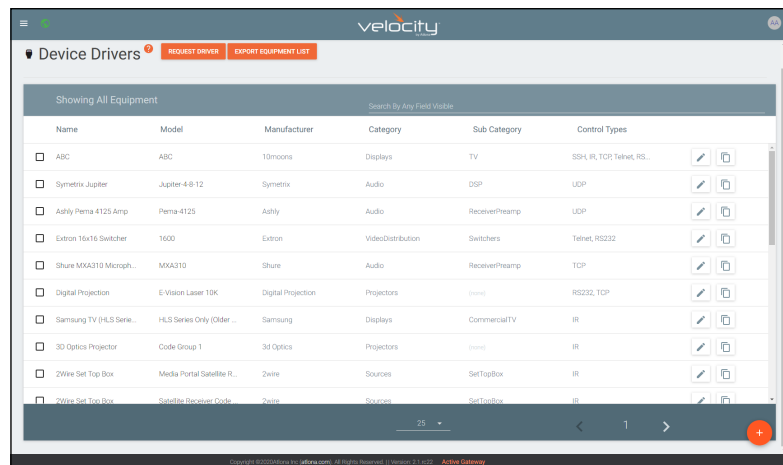 velocity
by Atlona
AA
Device Drivers ? REQUEST DRIVER EXPORT EQUIPMENT LIST
Showing All Equipment Search By Any Field Visible
Name Model Manufacturer Category Sub Category Control Types
ABC ABC 10moons Displays TV SSH, IR, TCP, Telnet, RS...
Symetrix Jupiter Jupiter-4-8-12 Symetrix Audio DSP UDP
Ashly Pema 4125 Amp Pema-4125 Ashly Audio ReceiverPreamp UDP
Extron 16x16 Switcher 1600 Extron VideoDistribution Switchers Telnet, RS232
Shure MXA310 Microph... MXA310 Shure Audio ReceiverPreamp TCP
Digital Projection E-Vision Laser 10K Digital Projection Projectors (none) RS232, TCP
Samsung TV (HLS Serie... HLS Series Only (Older ... Samsung Displays CommercialTV IR
3D Optics Projector Code Group 1 3d Optics Projectors (none) IR
2Wire Set Top Box Media Portal Satellite R... 2wire Sources SetTopBox IR
2Wire Set Top Box Satellite Receiver Code ... 2wire Sources SetTopBox IR
25 1
Copyright ©2020Atlona Inc (atlona.com). All Rights Reserved. || Version: 2.1.rc22 Active Gateway